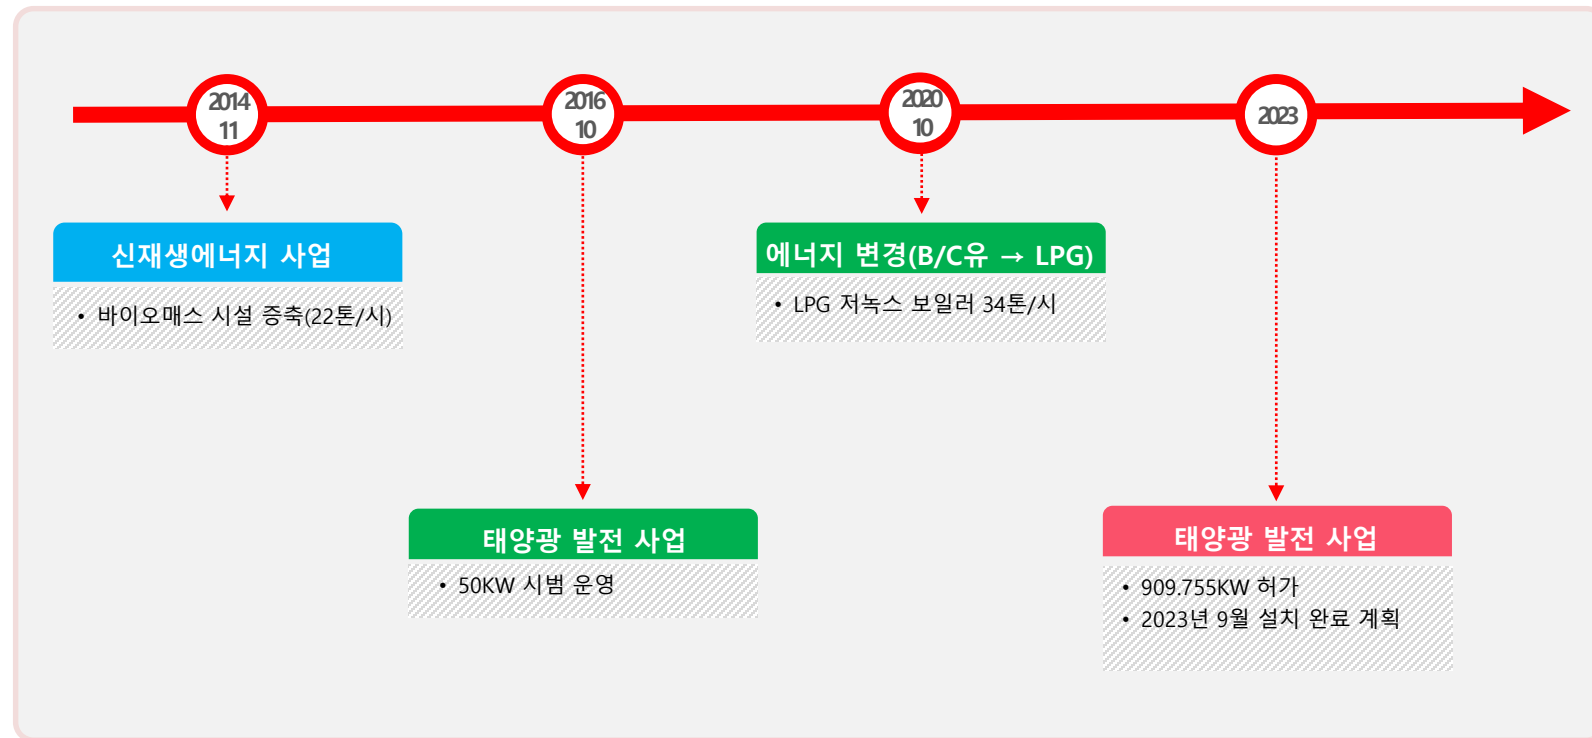 2014
11
2016
10
2020
10
2023
신재생에너지 사업
• 바이오매스 시설 증축(22톤/시)
에너지 변경(B/C유 → LPG)
• LPG 저녹스 보일러 34톤/시
태양광 발전 사업
• 50KW 시범 운영
태양광 발전 사업
• 909.755KW 허가
• 2023년 9월 설치 완료 계획